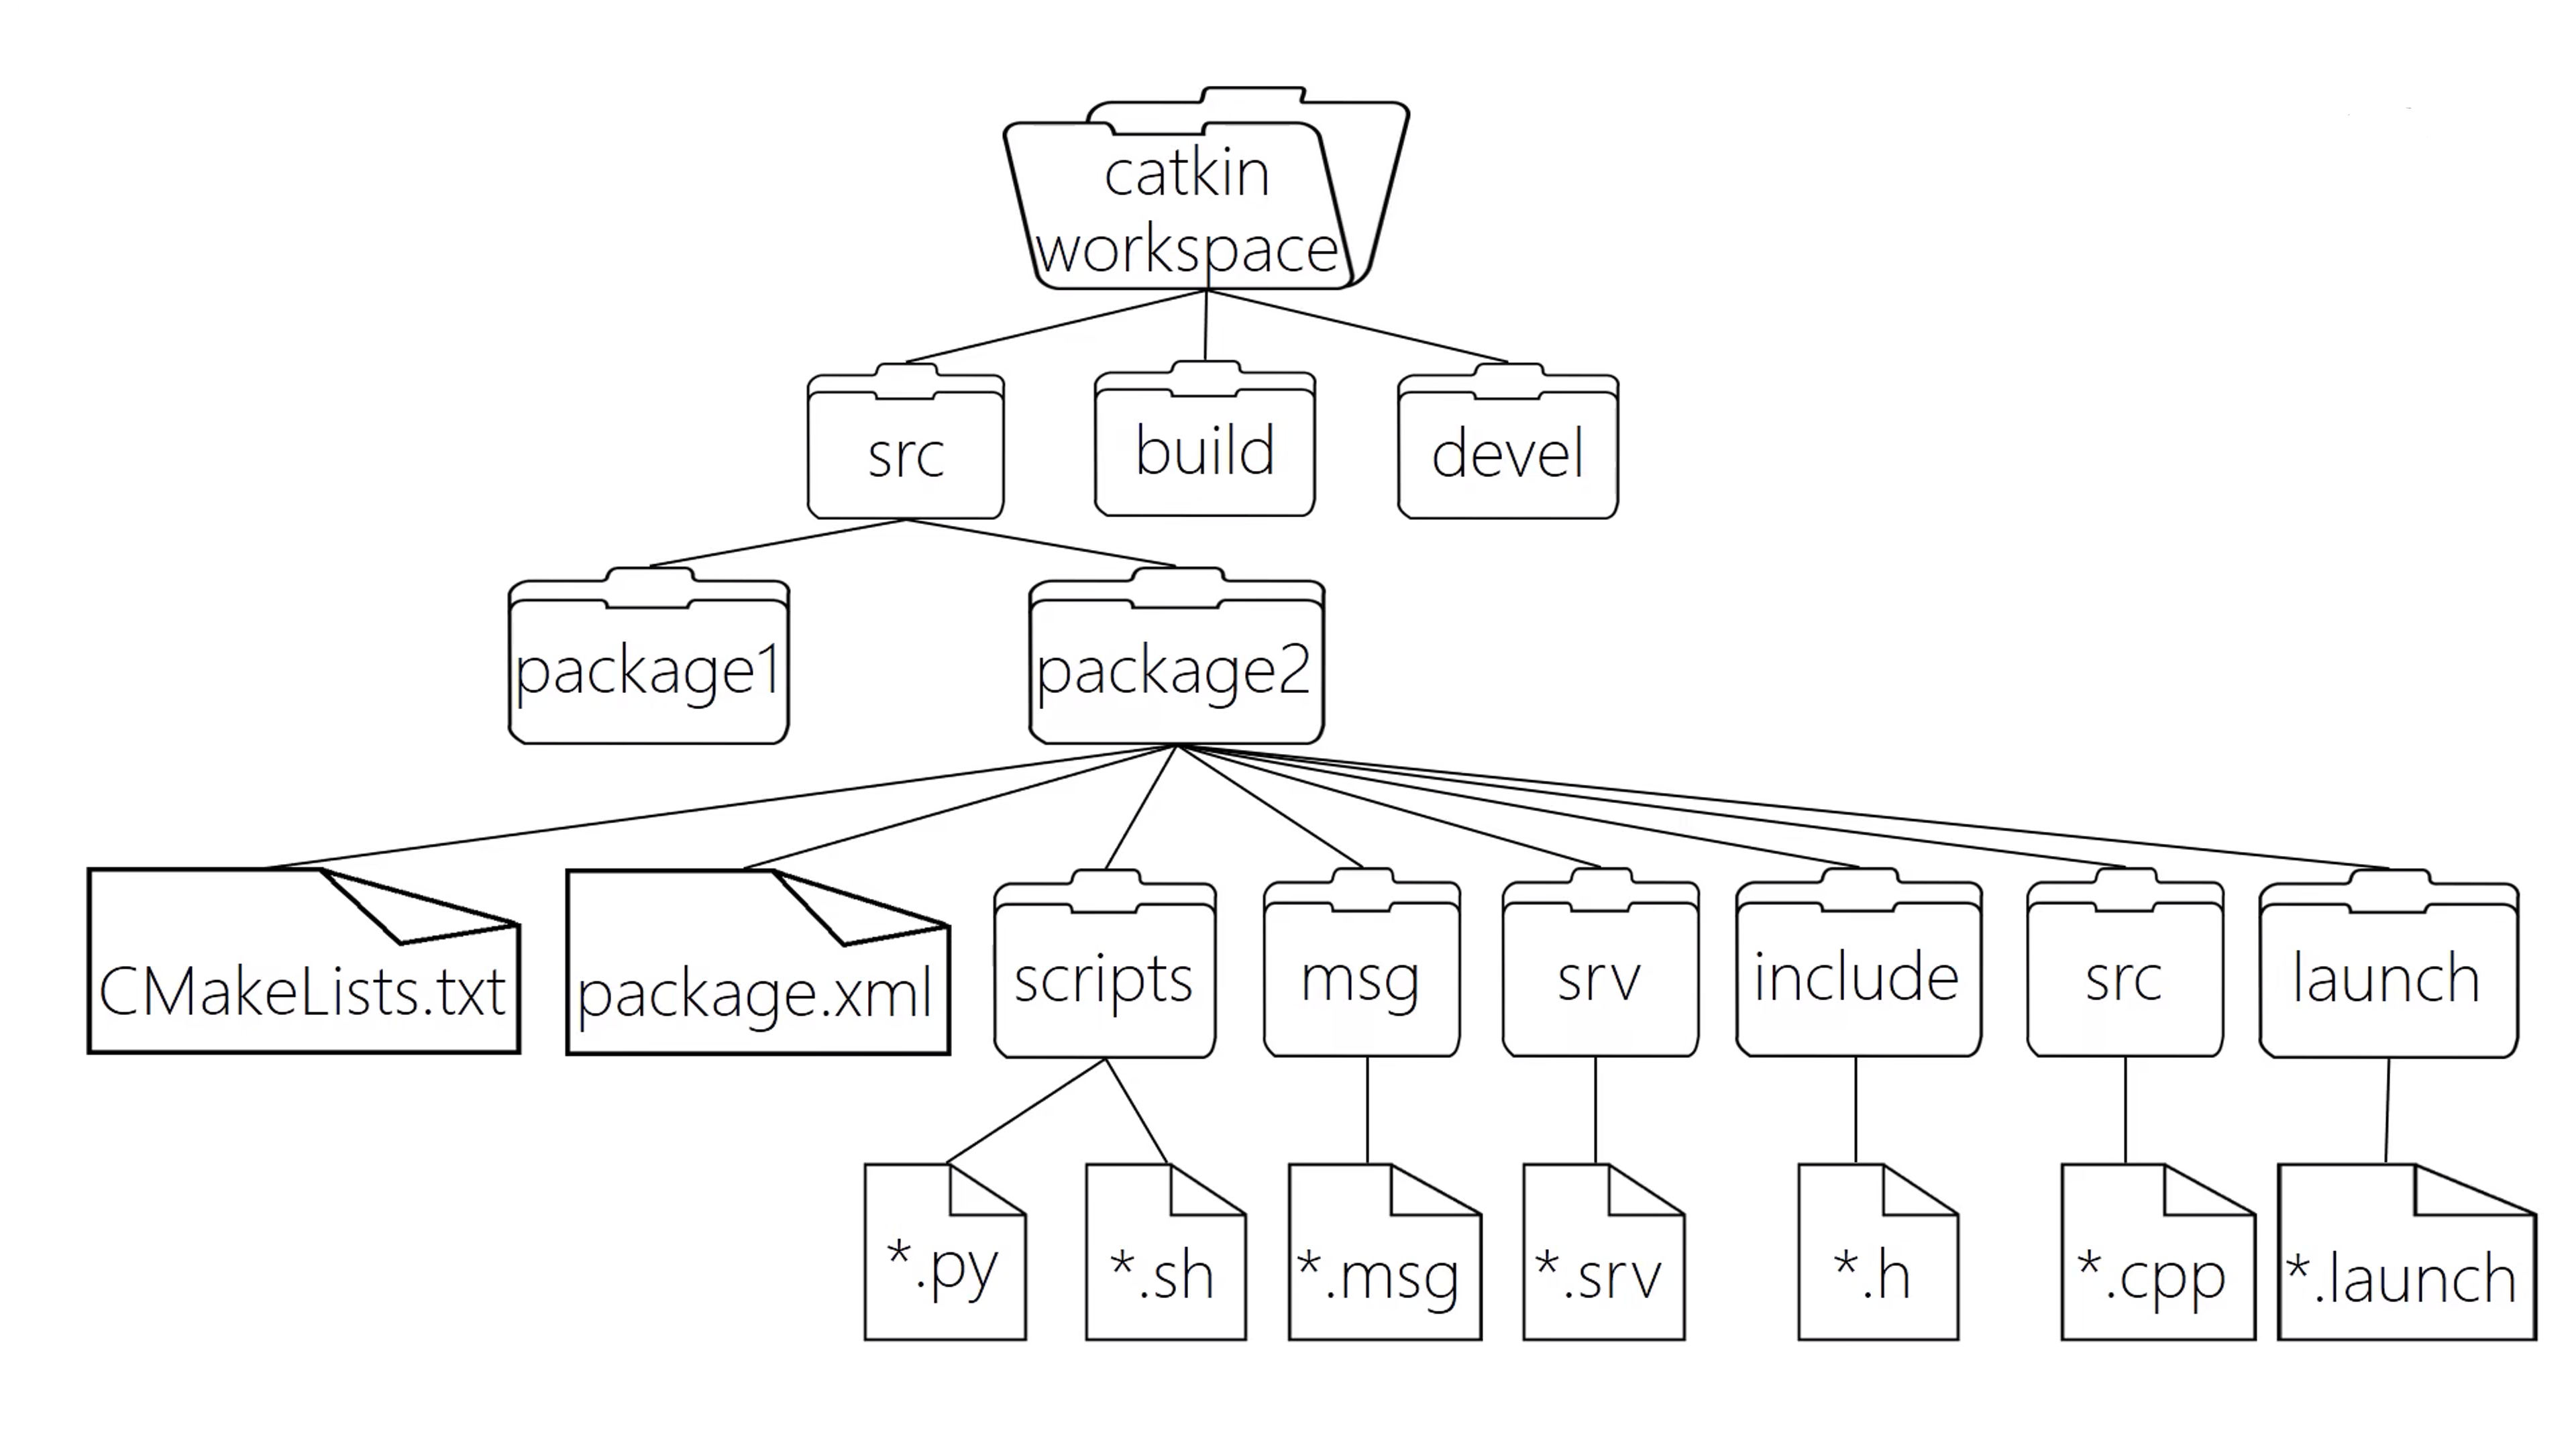 catkin
workspace
src
build
devel
package1
package2
CMakeLists.txt
package.xml
scripts
msg
srv
include
src
launch
*.py
*.sh
*.msg
*.srv
*.h
*.cpp
*.launch